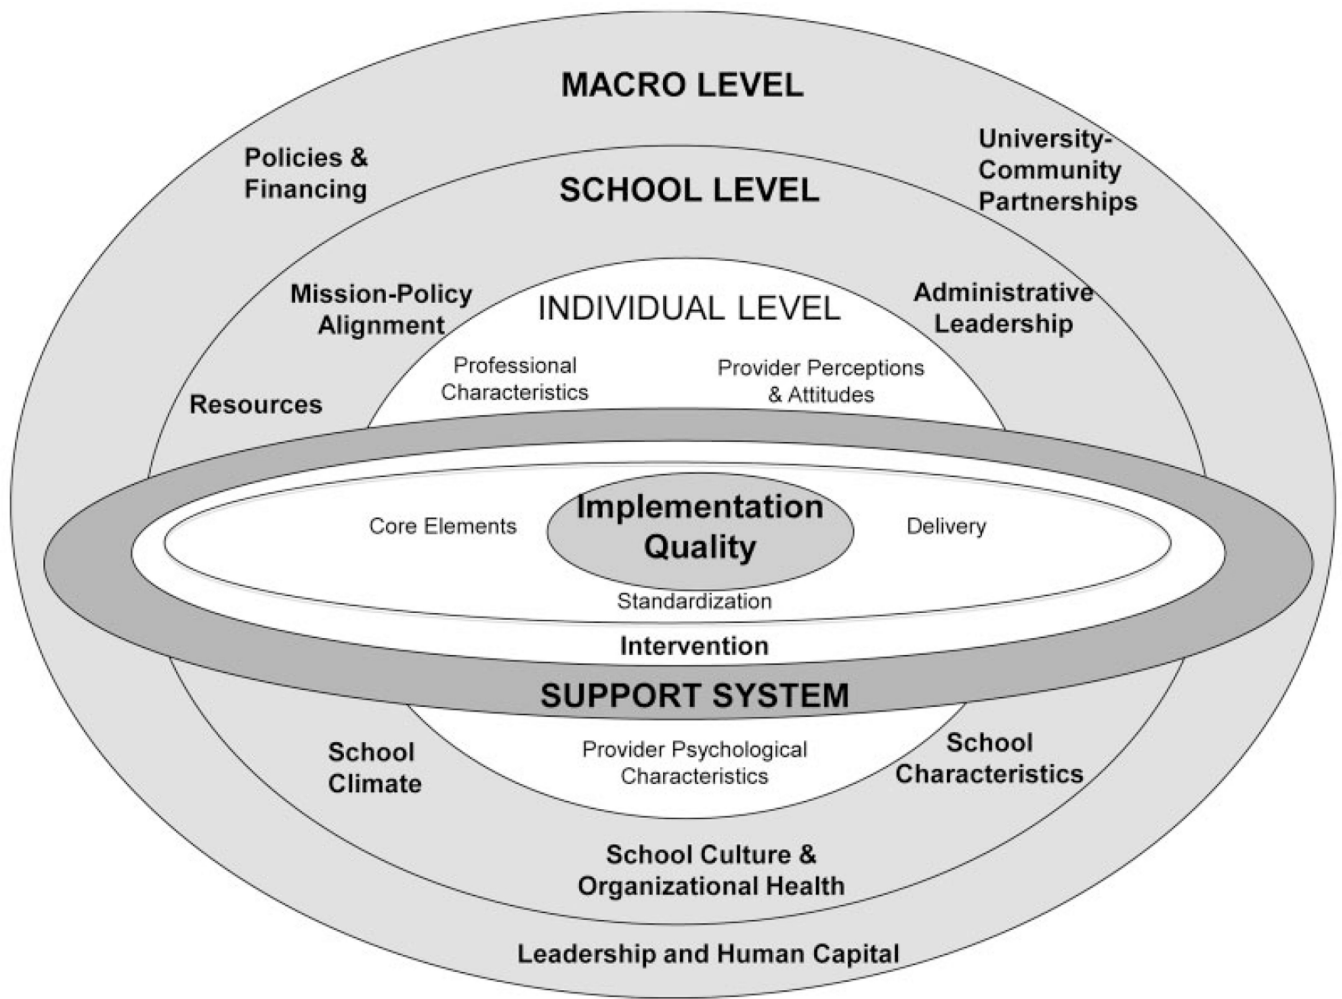 MACRO LEVEL
Policies &
Financing
University-
Community
Partnerships
SCHOOL LEVEL
Mission-Policy
Alignment
Administrative
Leadership
Resources
INDIVIDUAL LEVEL
Professional
Characteristics
Provider Perceptions
& Attitudes
Implementation
Quality
Core Elements
Delivery
Standardization
Intervention
SUPPORT SYSTEM
Provider Psychological
Characteristics
School
Climate
School
Characteristics
School Culture &
Organizational Health
Leadership and Human Capital